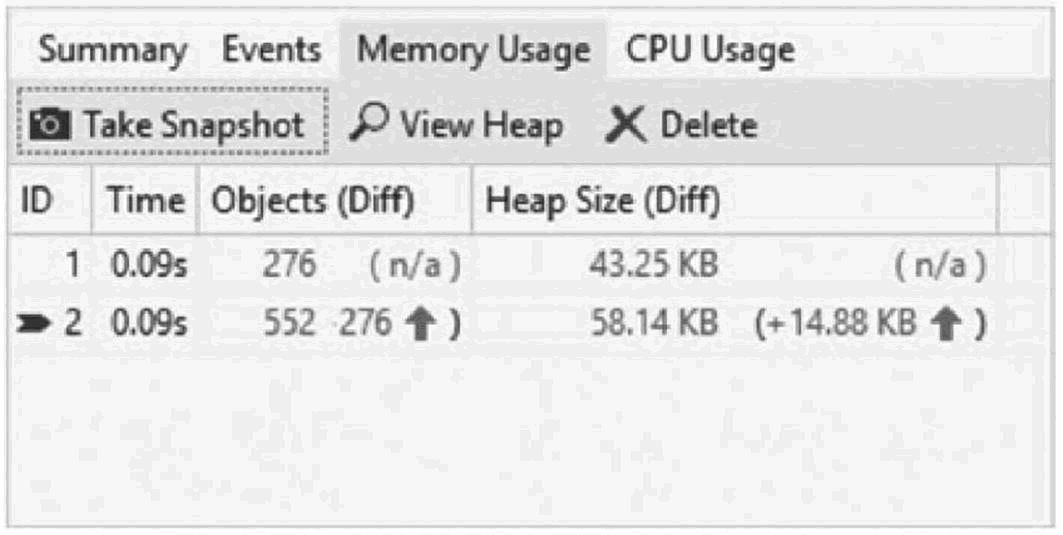 Summary Events Memory Usage CPU Usage
Take Snapshot View Heap Delete
ID Time Objects (Diff) Heap Size (Diff)
1 0.09s 276 (n/a) 43.25 KB (n/a)
2 0.09s 552 276 ) 58.14 KB (+14.88 KB )